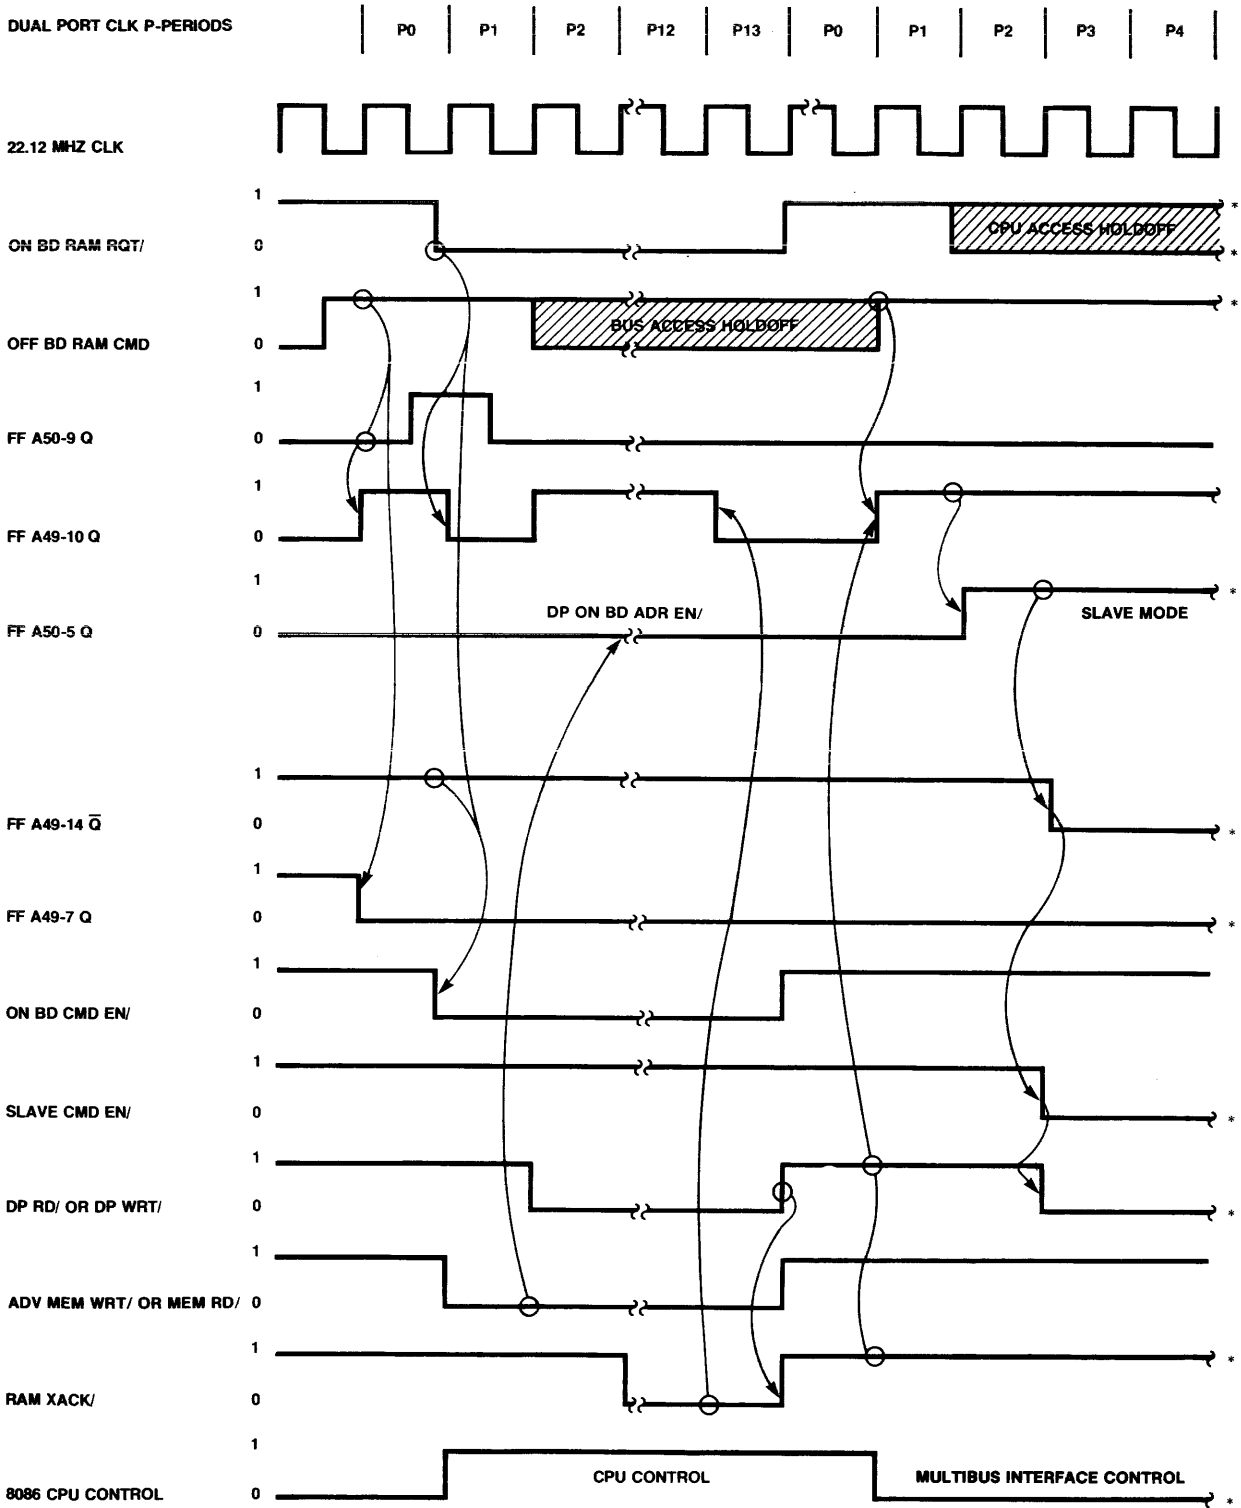 DUAL PORT CLK P-PERIODS P0 P1 P2 P12 P13 P0 P1 P2 P3 P4
22.12 MHZ CLK
1 *
ON BD RAM RQT/ 0 CPU ACCESS HOLDOFF *
1 *
OFF BD RAM CMD 0 BUS ACCESS HOLDOFF
1
FF A50-9 Q 0
1
FF A49-10 Q 0
1 *
DP ON BD ADR EN/ SLAVE MODE
FF A50-5 Q 0
1
FF A49-14 Q̅ 0 *
1
FF A49-7 Q 0 *
1
ON BD CMD EN/ 0
1
SLAVE CMD EN/ 0 *
1
DP RD/ OR DP WRT/ 0 *
1
ADV MEM WRT/ OR MEM RD/ 0
1 *
RAM XACK/ 0
1
CPU CONTROL MULTIBUS INTERFACE CONTROL
8086 CPU CONTROL 0 *